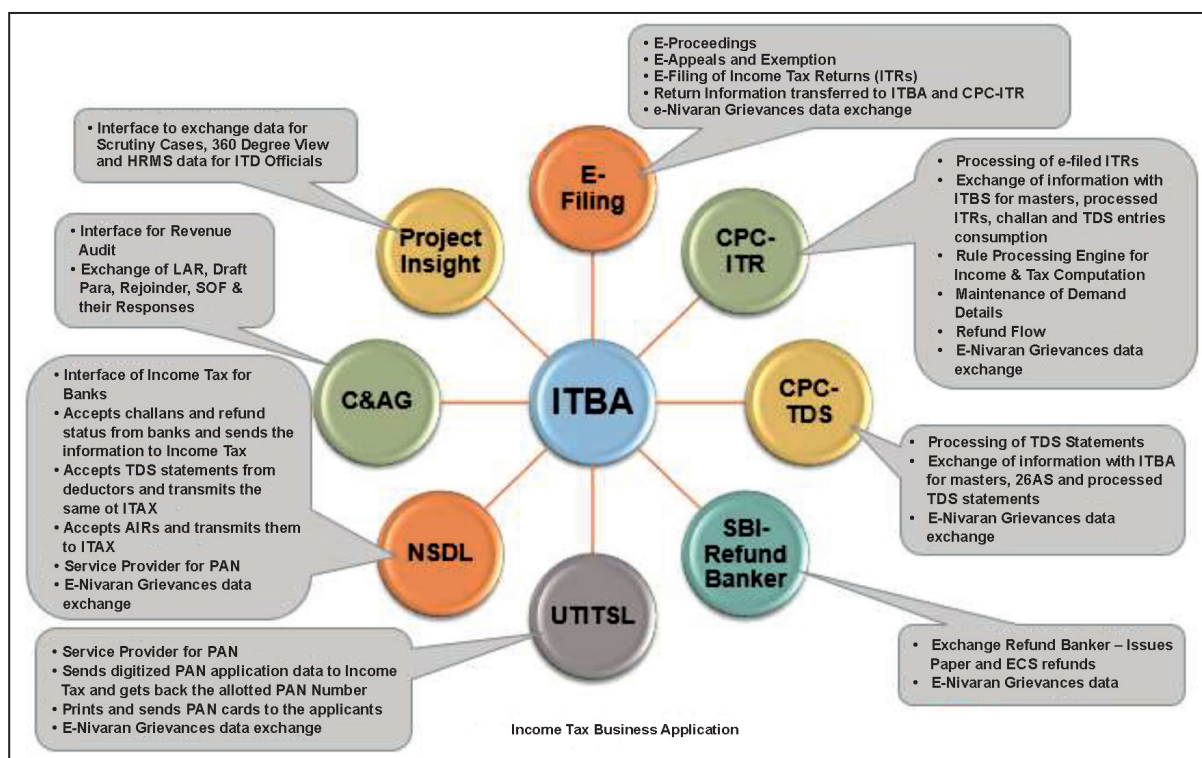 • E-Proceedings
• E-Appeals and Exemption
• E-Filing of Income Tax Returns (ITRs)
• Return Information transferred to ITBA and CPC-ITR
• e-Nivaran Grievances data exchange
• Interface to exchange data for
Scrutiny Cases, 360 Degree View
and HRMS data for ITD Officials
E-
Filing
• Processing of e-filed ITRs
• Exchange of information with
ITBS for masters, processed
ITRs, challan and TDS entries
consumption
• Rule Processing Engine for
Income & Tax Computation
• Maintenance of Demand
Details
• Refund Flow
• E-Nivaran Grievances data
exchange
Project
Insight
CPC-
ITR
• Interface for Revenue
Audit
• Exchange of LAR, Draft
Para, Rejoinder, SOF &
their Responses
C&AG
ITBA
CPC-
TDS
• Interface of Income Tax for
Banks
• Accepts challans and refund
status from banks and sends the
information to Income Tax
• Accepts TDS statements from
deductors and transmits the
same ot ITAX
• Accepts AIRs and transmits them
to ITAX
• Service Provider for PAN
• E-Nivaran Grievances data
exchange
• Processing of TDS Statements
• Exchange of information with ITBA
for masters, 26AS and processed
TDS statements
• E-Nivaran Grievances data
exchange
NSDL
SBI-
Refund
Banker
UTITSL
• Service Provider for PAN
• Sends digitized PAN application data to Income
Tax and gets back the allotted PAN Number
• Prints and sends PAN cards to the applicants
• E-Nivaran Grievances data exchange
• Exchange Refund Banker – Issues
Paper and ECS refunds
• E-Nivaran Grievances data
Income Tax Business Application